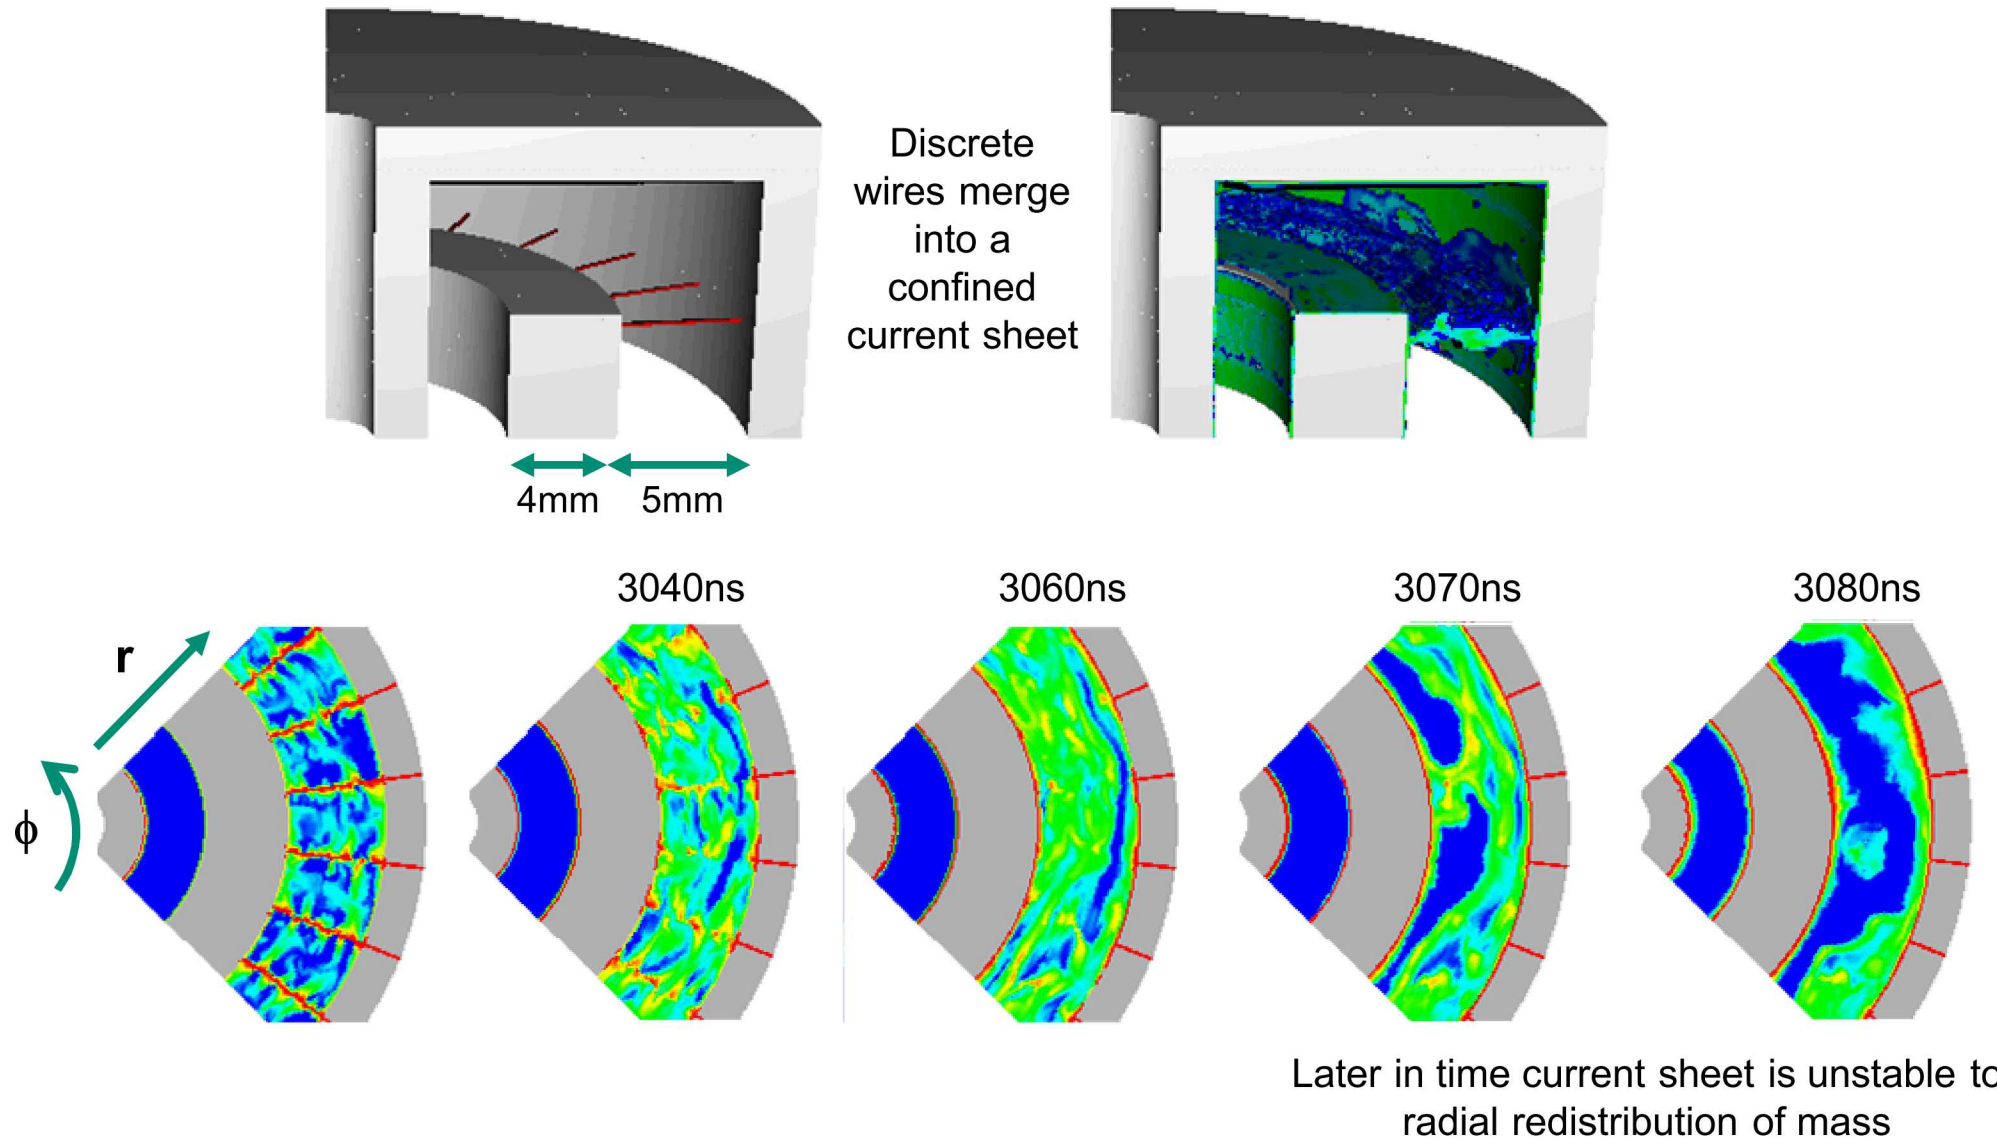 Discrete
wires merge
into a
confined
current sheet
4mm 5mm
3040ns 3060ns 3070ns 3080ns
r
ϕ
Later in time current sheet is unstable to
radial redistribution of mass